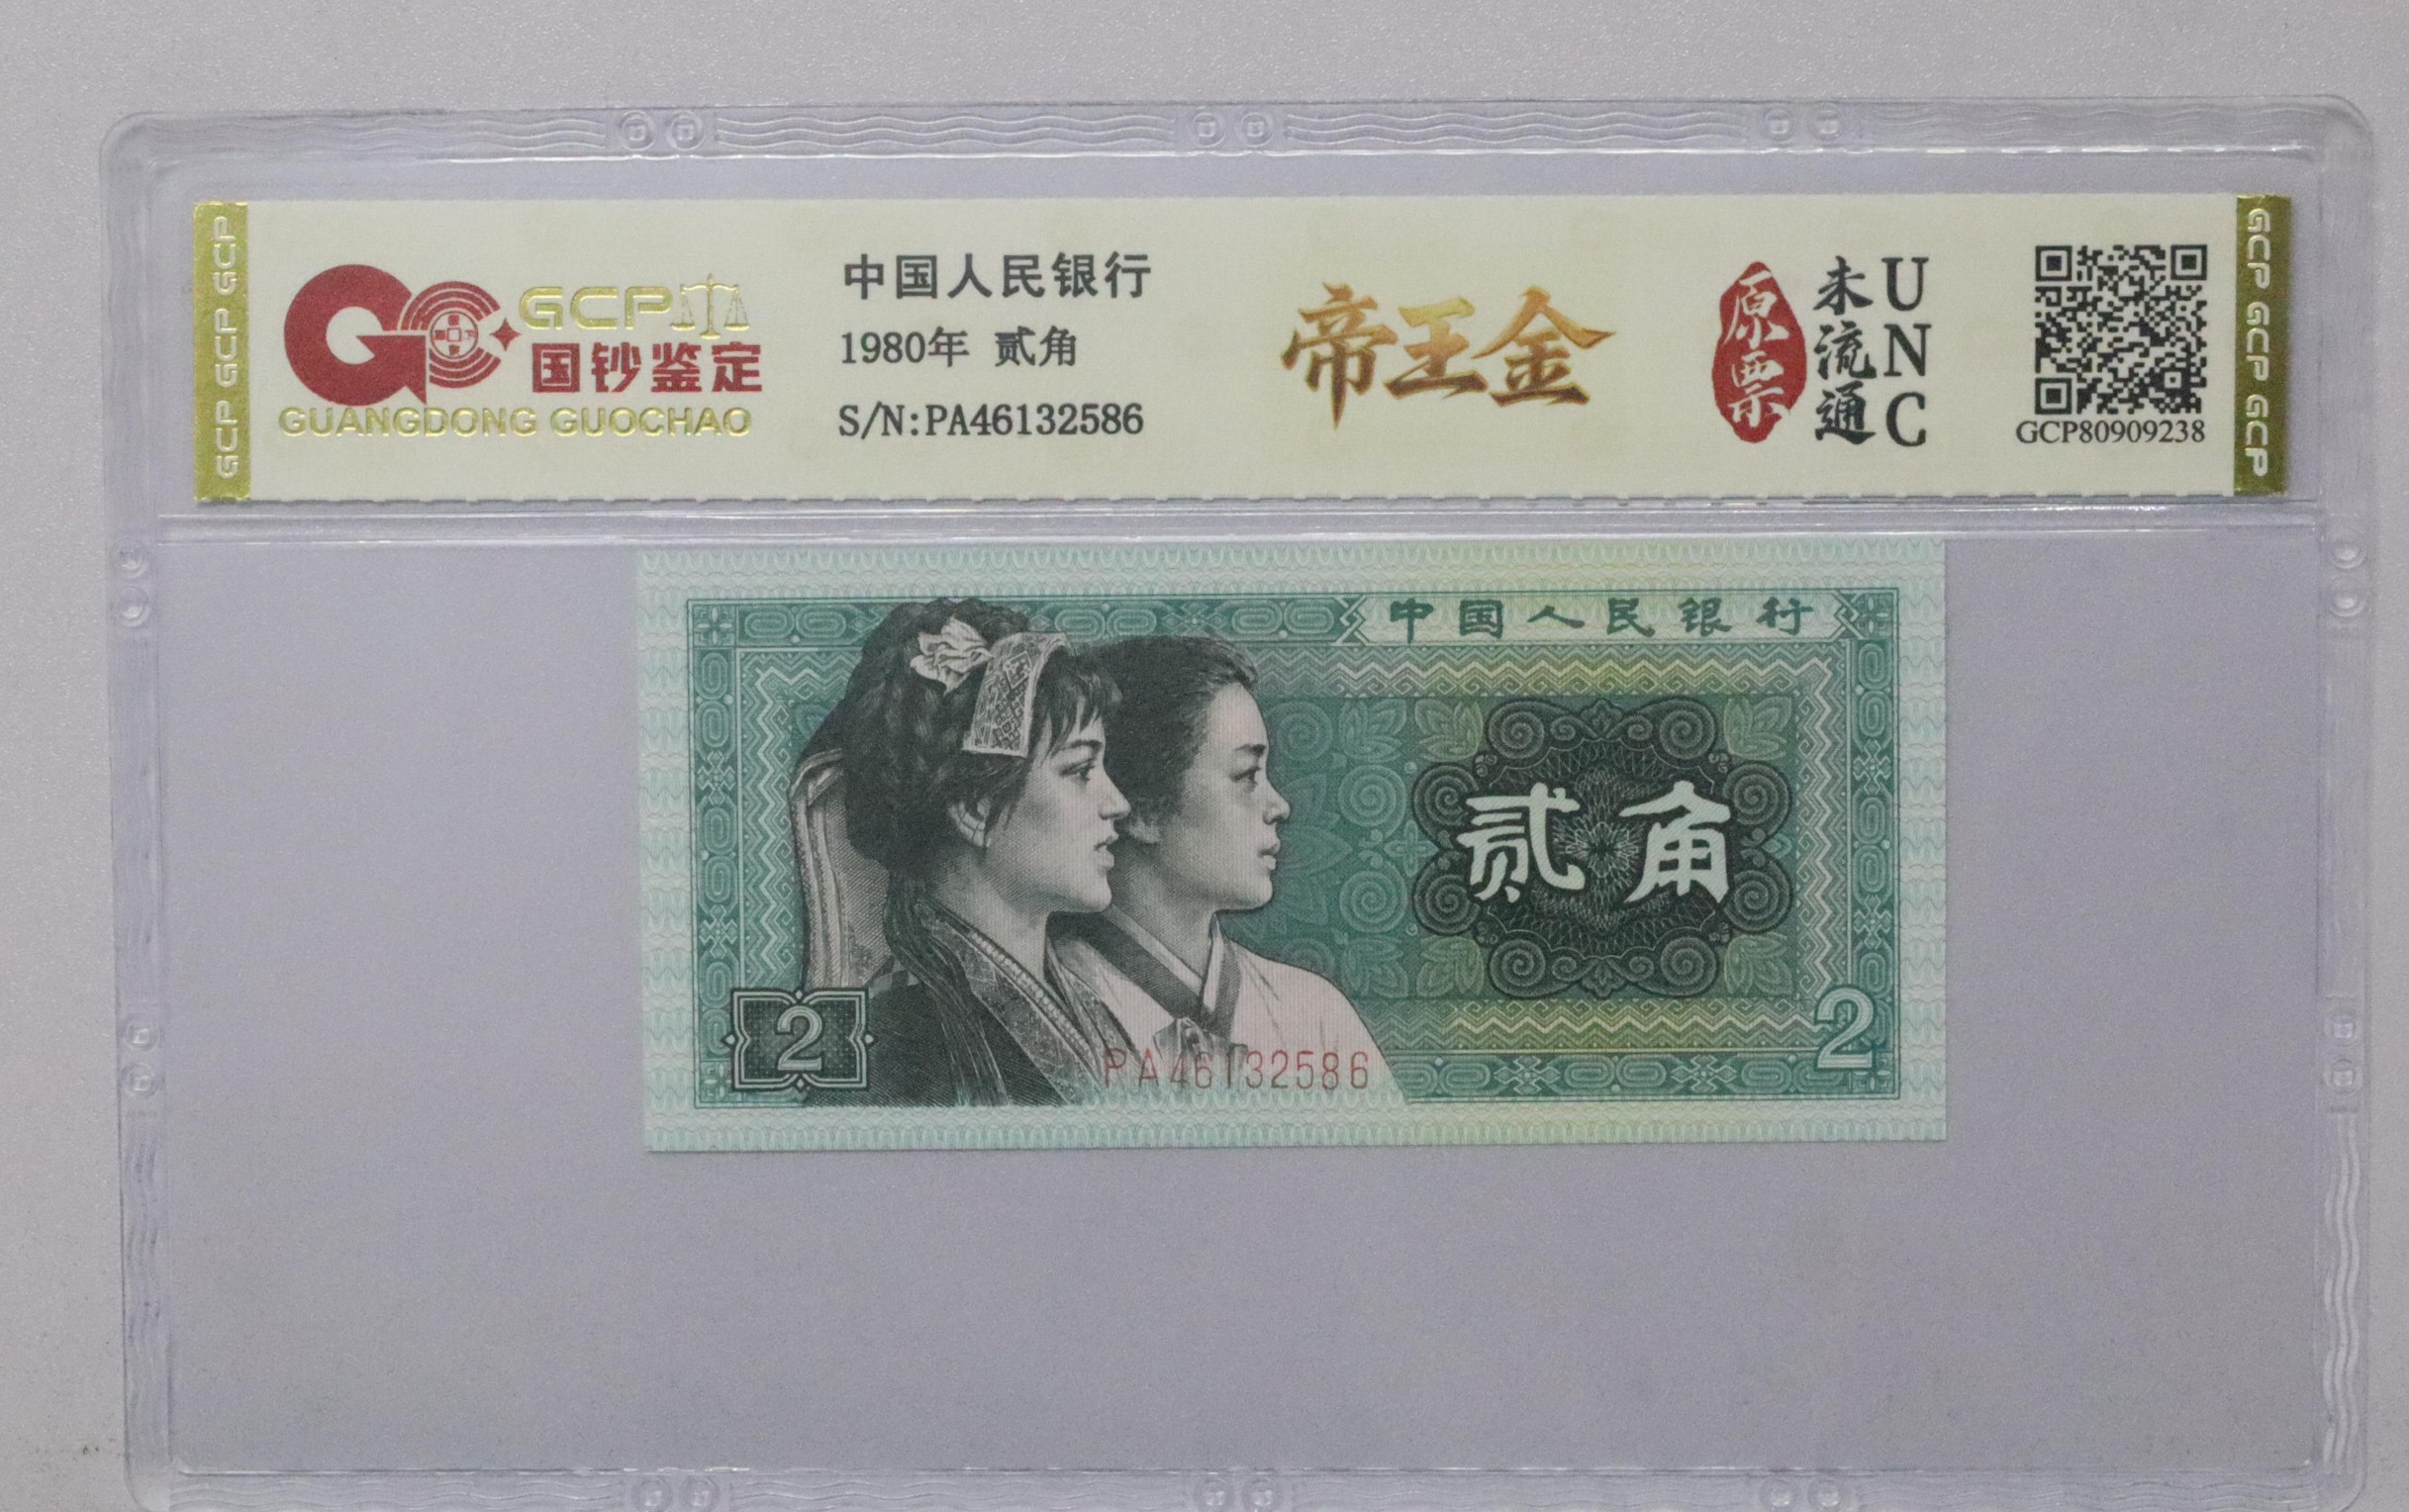 GCP GCP GCP
GCP
国钞鉴定
GUANGDONG GUOCHAO
中国人民银行
1980年 贰角
S/N:PA46132586
帝王金
原票
未流通
UNC
GCP80909238
GCP GCP GCP
中国人民银行
贰角
2
2
PA46132586